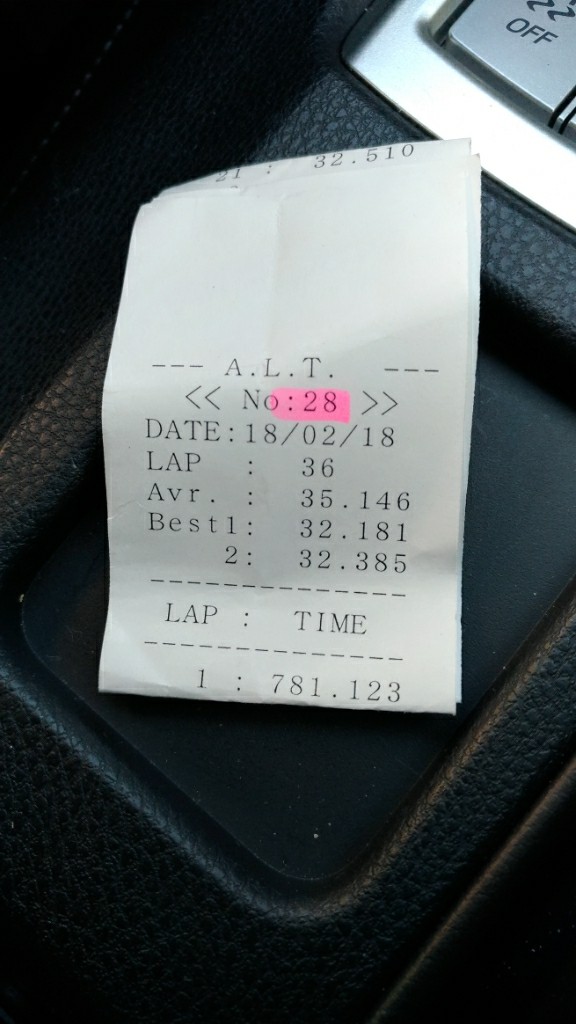 OFF
21 : 32.510
--- A.L.T. ---
<< No:28 >>
DATE:18/02/18
LAP : 36
Avr. : 35.146
Best1: 32.181
2: 32.385
--------------
LAP : TIME
--------------
1 : 781.123